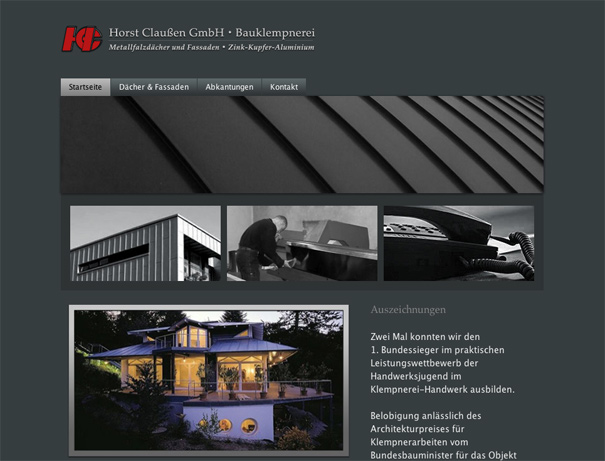 HC
Horst Claußen GmbH • Bauklempnerei
Metallfalzdächer und Fassaden • Zink-Kupfer-Aluminium
Startseite
Dächer & Fassaden
Abkantungen
Kontakt
Auszeichnungen
Zwei Mal konnten wir den
1. Bundessieger im praktischen
Leistungswettbewerb der
Handwerksjugend im
Klempnerei-Handwerk ausbilden.
Belobigung anlässlich des
Architekturpreises für
Klempnerarbeiten vom
Bundesbauminister für das Objekt